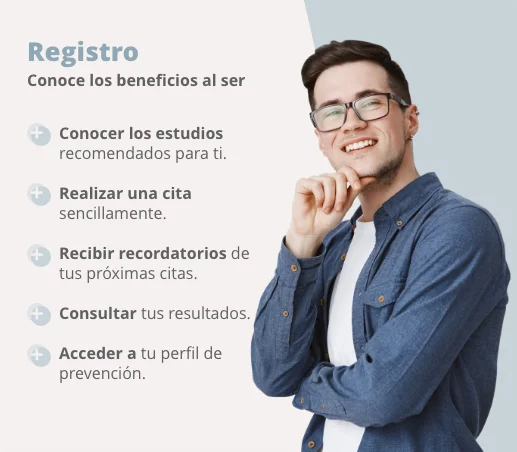 Registro
Conoce los beneficios al ser
Conocer los estudios
recomendados para ti.
Realizar una cita
sencillamente.
Recibir recordatorios de
tus próximas citas.
Consultar tus resultados.
Acceder a tu perfil de
prevención.